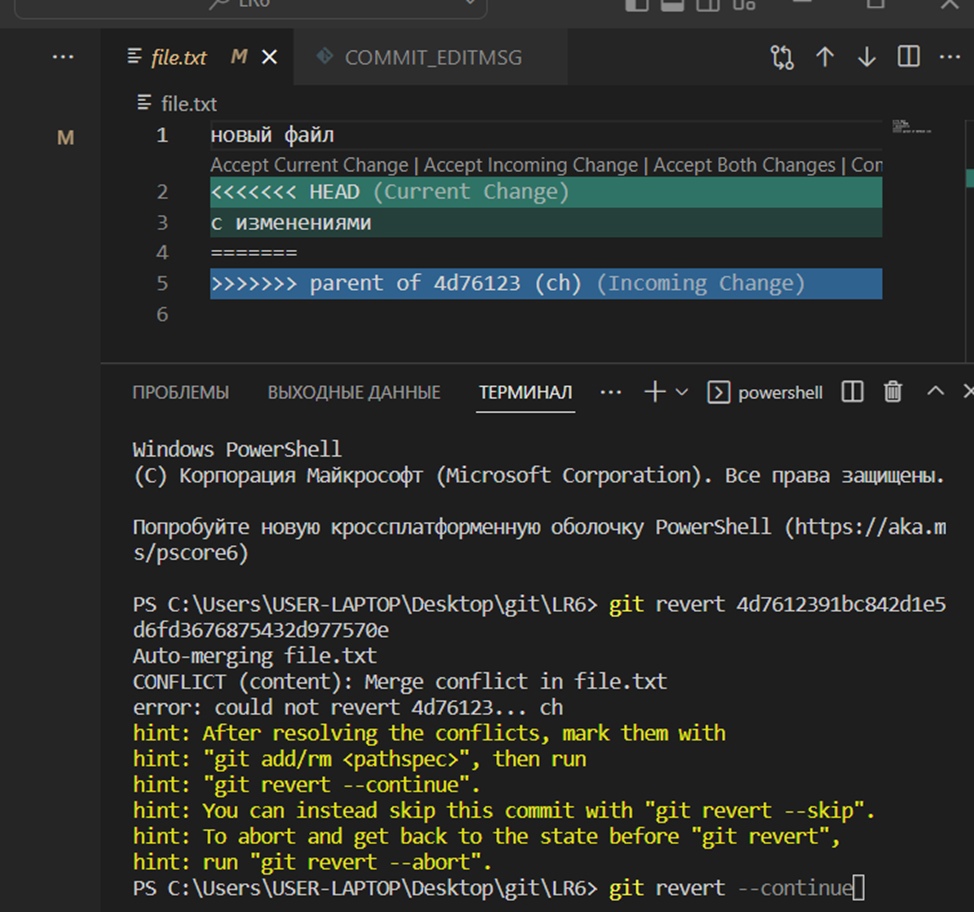 LR6
file.txt M
COMMIT_EDITMSG
M
file.txt
1 новый файл
Accept Current Change | Accept Incoming Change | Accept Both Changes | Com
2 <<<<<<< HEAD (Current Change)
3 с изменениями
4 =======
5 >>>>>>> parent of 4d76123 (ch) (Incoming Change)
6
ПРОБЛЕМЫ ВЫХОДНЫЕ ДАННЫЕ ТЕРМИНАЛ ... powershell
Windows PowerShell
(C) Корпорация Майкрософт (Microsoft Corporation). Все права защищены.
Попробуйте новую кроссплатформенную оболочку PowerShell (https://aka.m
s/pscore6)
PS C:\Users\USER-LAPTOP\Desktop\git\LR6> git revert 4d7612391bc842d1e5
d6fd3676875432d977570e
Auto-merging file.txt
CONFLICT (content): Merge conflict in file.txt
error: could not revert 4d76123... ch
hint: After resolving the conflicts, mark them with
hint: "git add/rm <pathspec>", then run
hint: "git revert --continue".
hint: You can instead skip this commit with "git revert --skip".
hint: To abort and get back to the state before "git revert",
hint: run "git revert --abort".
PS C:\Users\USER-LAPTOP\Desktop\git\LR6> git revert --continue